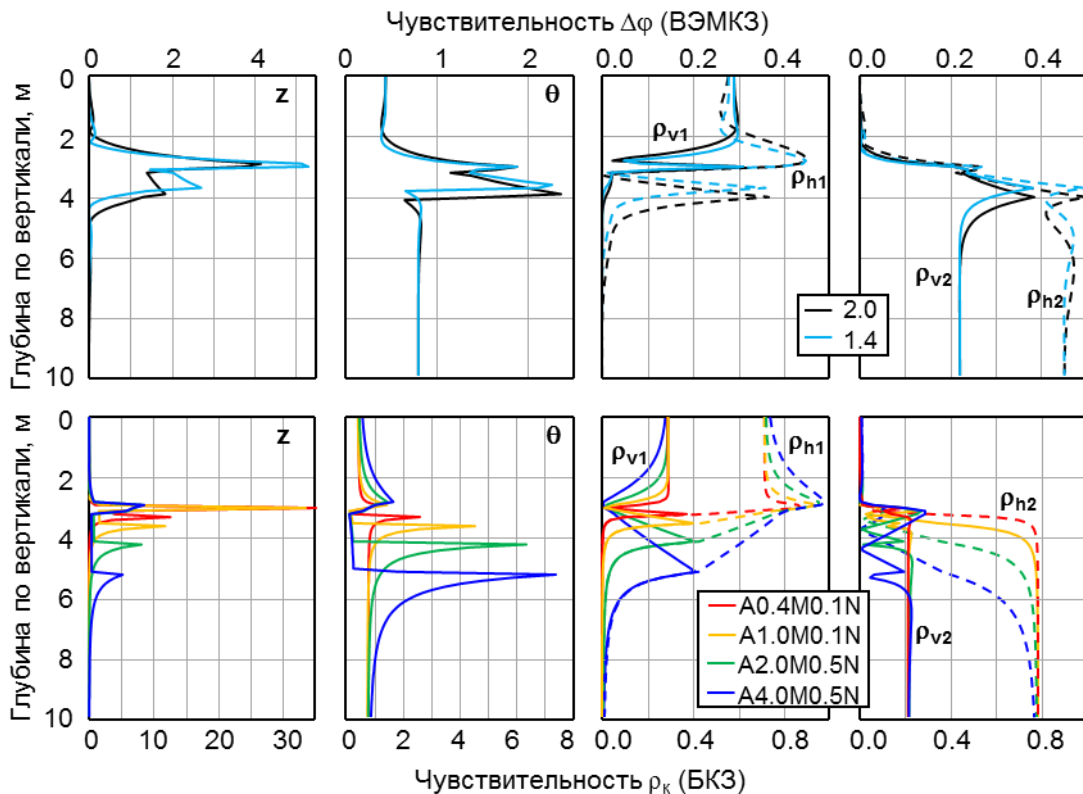 Чувствительность Δφ (ВЭМКЗ)
0 2 4 0 1 2 0.0 0.2 0.4 0.0 0.2 0.4
Глубина по вертикали, м
0 2 4 6 8 10
z
θ
ρv1
ρh1
ρv2
ρh2
2.0
1.4
Глубина по вертикали, м
0 2 4 6 8 10
z
θ
ρv1
ρh1
ρh2
ρv2
A0.4M0.1N
A1.0M0.1N
A2.0M0.5N
A4.0M0.5N
0 10 20 30 0 2 4 6 8 0.0 0.4 0.8 0.0 0.4 0.8
Чувствительность ρк (БКЗ)